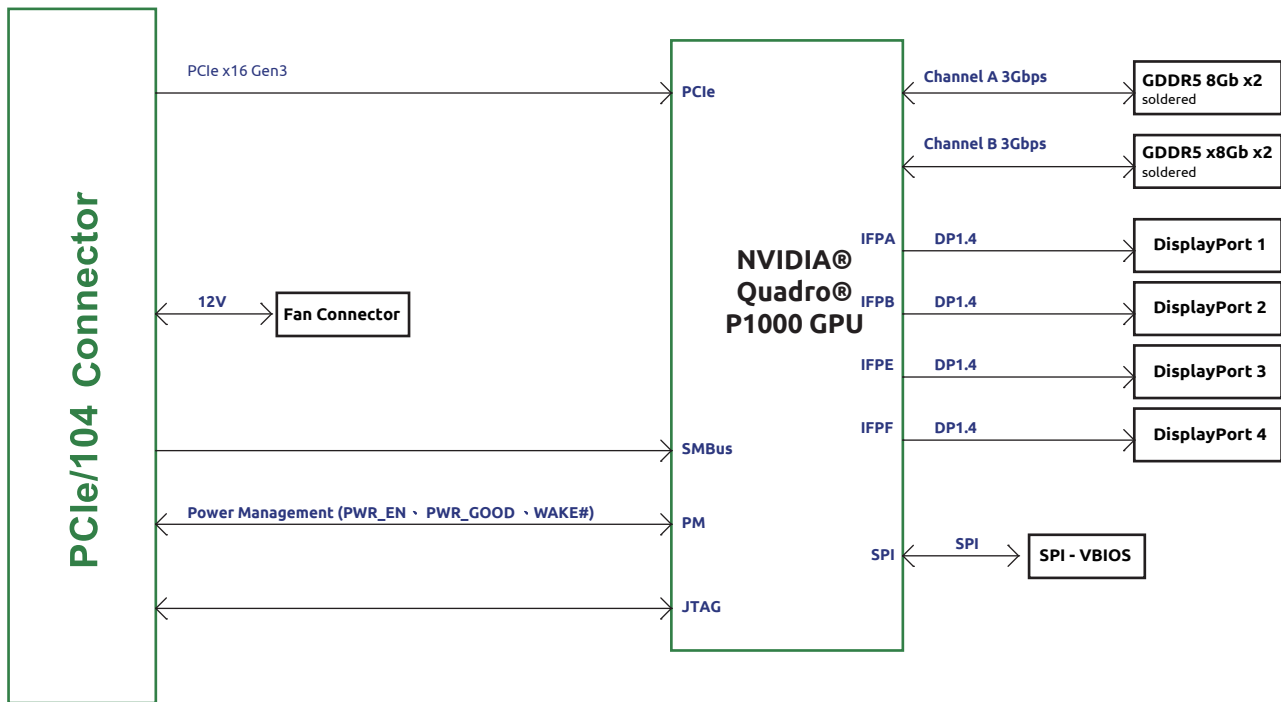 PCIe/104 Connector
PCIe x16 Gen3
PCIe
12V
Fan Connector
SMBus
Power Management (PWR_EN、PWR_GOOD、WAKE#)
PM
JTAG
NVIDIA®
Quadro®
P1000 GPU
Channel A 3Gbps
GDDR5 8Gb x2
soldered
Channel B 3Gbps
GDDR5 x8Gb x2
soldered
IFPA DP1.4 DisplayPort 1
IFPB DP1.4 DisplayPort 2
IFPE DP1.4 DisplayPort 3
IFPF DP1.4 DisplayPort 4
SPI SPI SPI - VBIOS